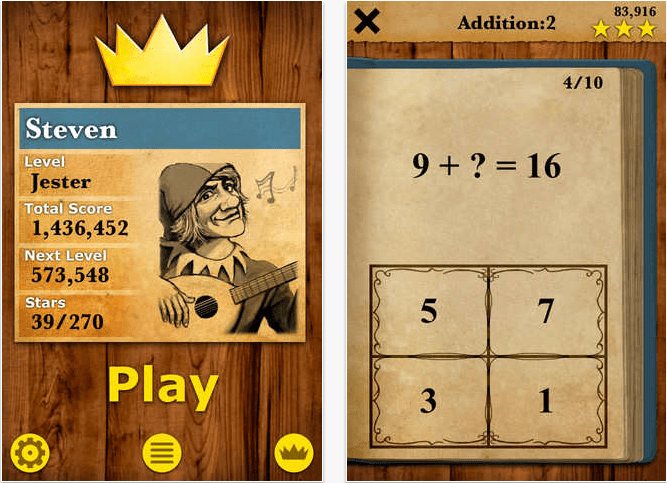 Steven
Level
Jester
Total Score
1,436,452
Next Level
573,548
Stars
39/270
Play
Addition:2
83,916
4/10
9 + ? = 16
5 7
3 1